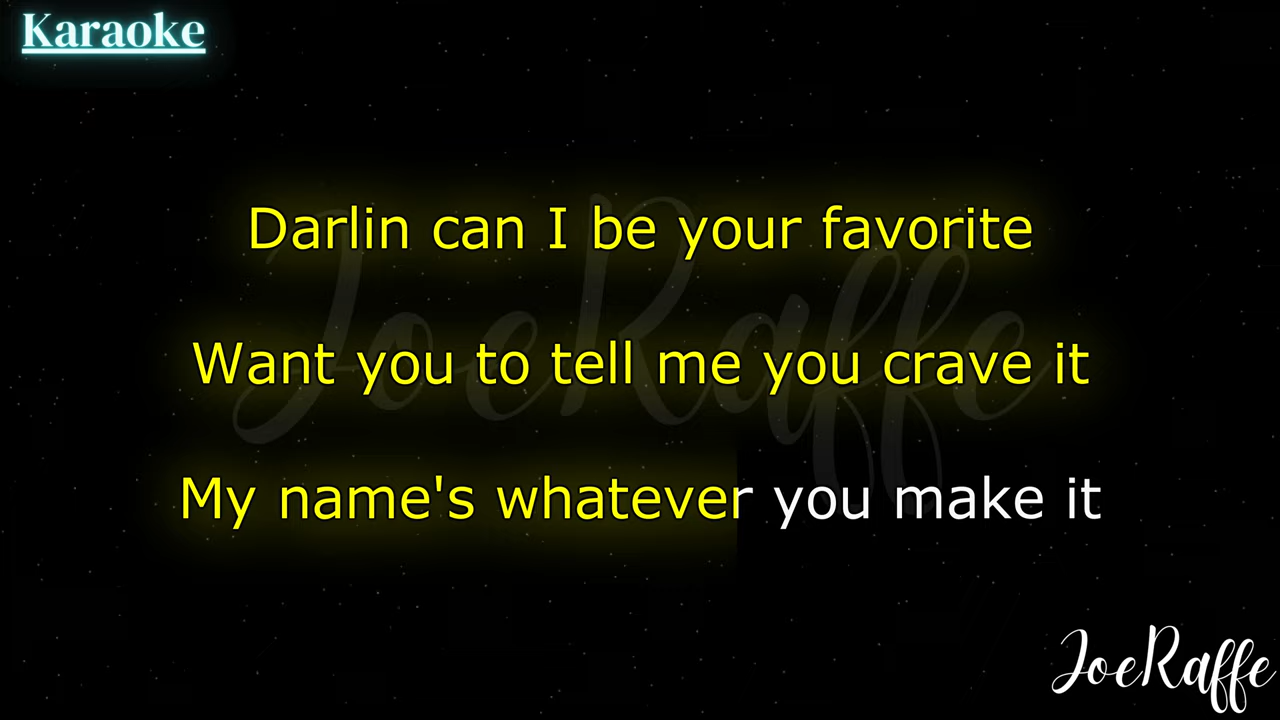 Karaoke
Darlin can I be your favorite
Want you to tell me you crave it
My name's whatever you make it
JoeRaffe
JoeRaffe